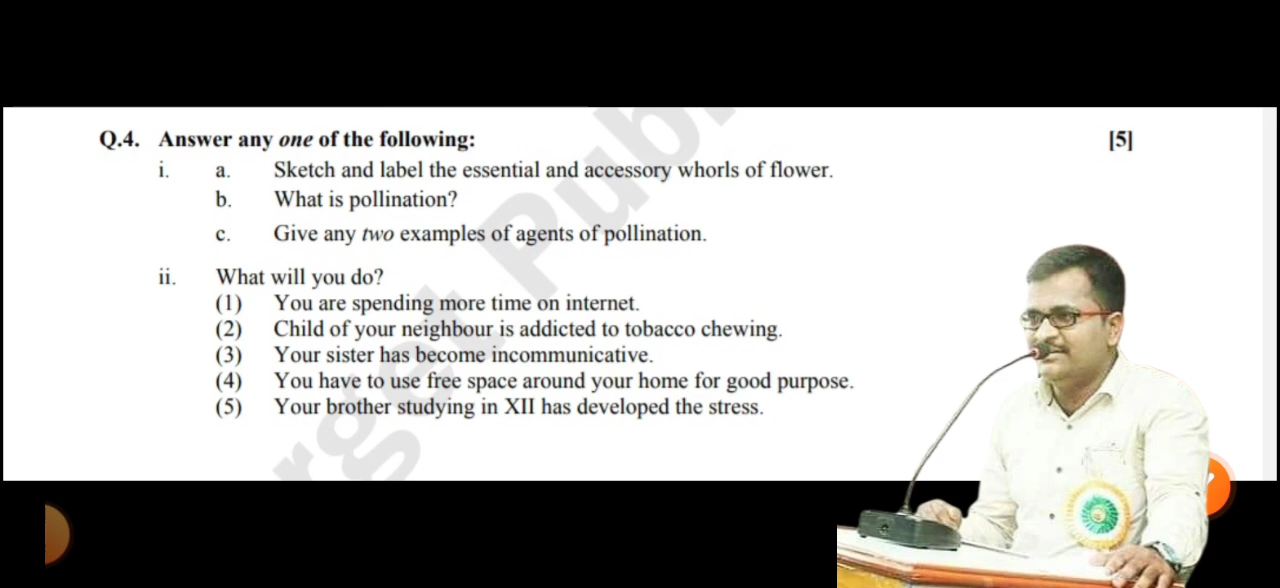 Q.4. Answer any one of the following: [5]
i. a. Sketch and label the essential and accessory whorls of flower.
b. What is pollination?
c. Give any two examples of agents of pollination.
ii. What will you do?
(1) You are spending more time on internet.
(2) Child of your neighbour is addicted to tobacco chewing.
(3) Your sister has become incommunicative.
(4) You have to use free space around your home for good purpose.
(5) Your brother studying in XII has developed the stress.